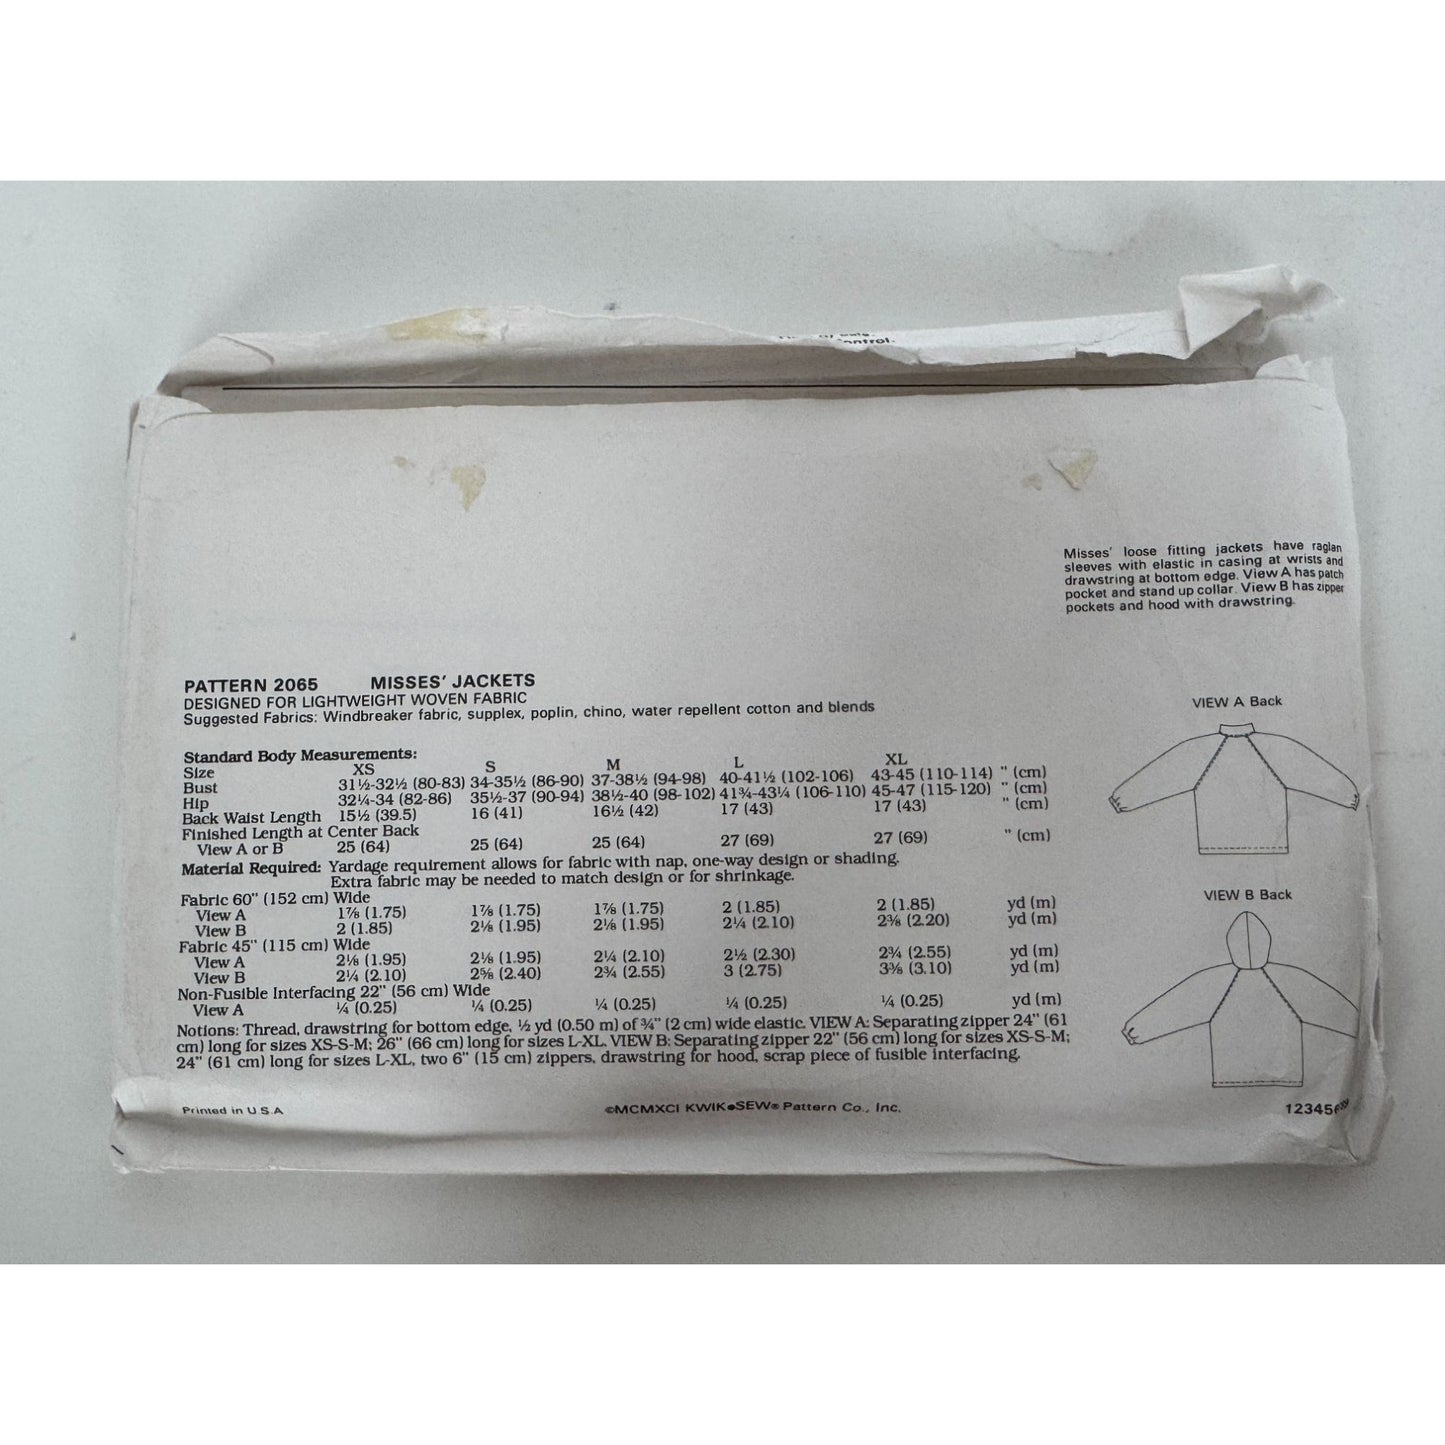 control.
Misses' loose fitting jackets have raglan
sleeves with elastic in casing at wrists and
drawstring at bottom edge. View A has patch
pocket and stand up collar. View B has zipper
pockets and hood with drawstring.
PATTERN 2065 MISSES' JACKETS
DESIGNED FOR LIGHTWEIGHT WOVEN FABRIC
Suggested Fabrics: Windbreaker fabric, supplex, poplin, chino, water repellent cotton and blends
VIEW A Back
Standard Body Measurements:
Size XS S M L XL
Bust 31½-32½ (80-83) 34-35½ (86-90) 37-38½ (94-98) 40-41½ (102-106) 43-45 (110-114) " (cm)
Hip 32¼-34 (82-86) 35½-37 (90-94) 38½-40 (98-102) 41¾-43¼ (106-110) 45-47 (115-120) " (cm)
Back Waist Length 15½ (39.5) 16 (41) 16½ (42) 17 (43) 17 (43) " (cm)
Finished Length at Center Back
View A or B 25 (64) 25 (64) 25 (64) 27 (69) 27 (69) " (cm)
Material Required: Yardage requirement allows for fabric with nap, one-way design or shading.
Extra fabric may be needed to match design or for shrinkage.
Fabric 60" (152 cm) Wide
View A 1⅞ (1.75) 1⅞ (1.75) 1⅞ (1.75) 2 (1.85) 2 (1.85) yd (m)
View B 2 (1.85) 2⅛ (1.95) 2⅛ (1.95) 2¼ (2.10) 2⅜ (2.20) yd (m)
Fabric 45" (115 cm) Wide
View A 2⅛ (1.95) 2⅛ (1.95) 2¼ (2.10) 2½ (2.30) 2¾ (2.55) yd (m)
View B 2¼ (2.10) 2⅝ (2.40) 2¾ (2.55) 3 (2.75) 3⅜ (3.10) yd (m)
Non-Fusible Interfacing 22" (56 cm) Wide
View A ¼ (0.25) ¼ (0.25) ¼ (0.25) ¼ (0.25) ¼ (0.25) yd (m)
Notions: Thread, drawstring for bottom edge, ½ yd (0.50 m) of ¾" (2 cm) wide elastic. VIEW A: Separating zipper 24" (61
cm) long for sizes XS-S-M; 26" (66 cm) long for sizes L-XL. VIEW B: Separating zipper 22" (56 cm) long for sizes XS-S-M;
24" (61 cm) long for sizes L-XL, two 6" (15 cm) zippers, drawstring for hood, scrap piece of fusible interfacing.
VIEW B Back
Printed in U.S.A
©MCMXCI KWIK•SEW® Pattern Co., Inc.